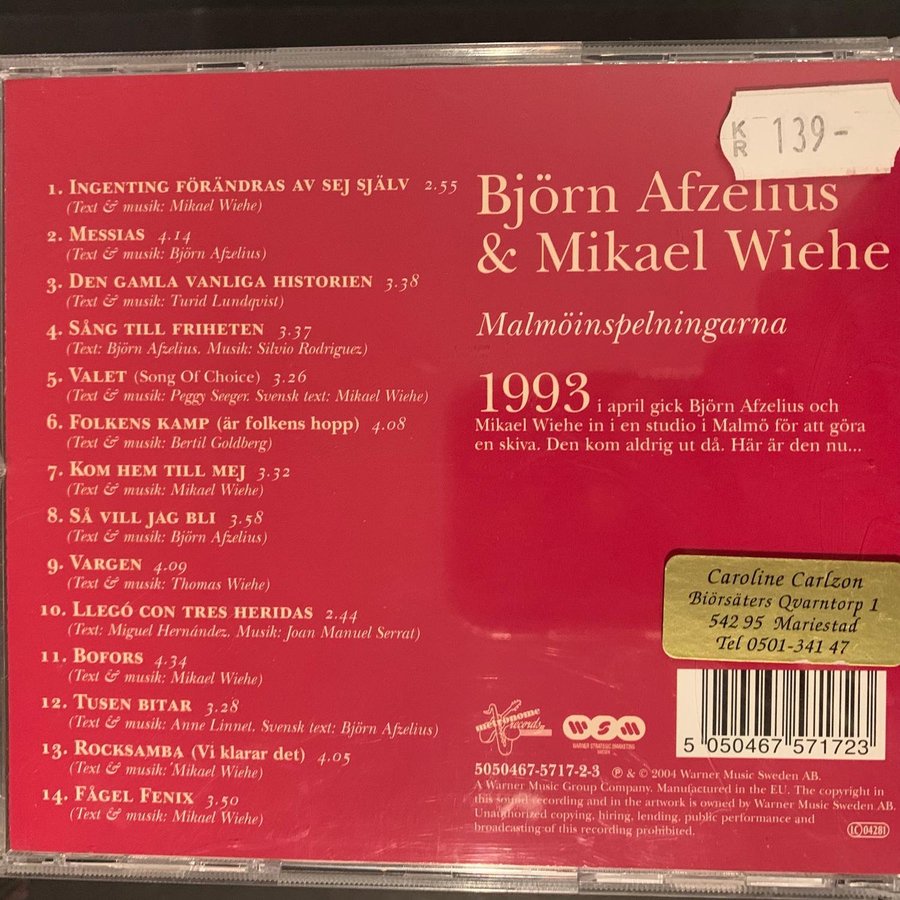 1. Ingenting förändras av sej själv 2.55
(Text & musik: Mikael Wiehe)
2. Messias 4.14
(Text & musik: Björn Afzelius)
3. Den gamla vanliga historien 3.38
(Text & musik: Turid Lundqvist)
4. Sång till friheten 3.37
(Text: Björn Afzelius. Musik: Silvio Rodriguez)
5. Valet (Song Of Choice) 3.26
(Text & musik: Peggy Seeger. Svensk text: Mikael Wiehe)
6. Folkens kamp (är folkens hopp) 4.08
(Text & musik: Bertil Goldberg)
7. Kom hem till mej 3.32
(Text & musik: Mikael Wiehe)
8. Så vill jag bli 3.58
(Text & musik: Björn Afzelius)
9. Vargen 4.09
(Text & musik: Thomas Wiehe)
10. Llegó con tres heridas 2.44
(Text: Miguel Hernández. Musik: Joan Manuel Serrat)
11. Bofors 4.34
(Text & musik: Mikael Wiehe)
12. Tusen bitar 3.28
(Text & musik: Anne Linnet. Svensk text: Björn Afzelius)
13. Rocksamba (Vi klarar det) 4.05
(Text & musik: Mikael Wiehe)
14. Fågel Fenix 3.50
(Text & musik: Mikael Wiehe)
KR 139-
Björn Afzelius
& Mikael Wiehe
Malmöinspelningarna
1993 i april gick Björn Afzelius och
Mikael Wiehe in i en studio i Malmö för att göra
en skiva. Den kom aldrig ut då. Här är den nu...
Caroline Carlzon
Biörsäters Qvarntorp 1
542 95 Mariestad
Tel 0501-341 47
metronome records
WSM
WARNER STRATEGIC MARKETING
SWEDEN
5 050467 571723
5050467-5717-2-3 ℗ & © 2004 Warner Music Sweden AB.
A Warner Music Group Company. Manufactured in the EU. The copyright in
this sound recording and in the artwork is owned by Warner Music Sweden AB.
Unauthorized copying, hiring, lending, public performance and
broadcasting of this recording prohibited.
LC 04281